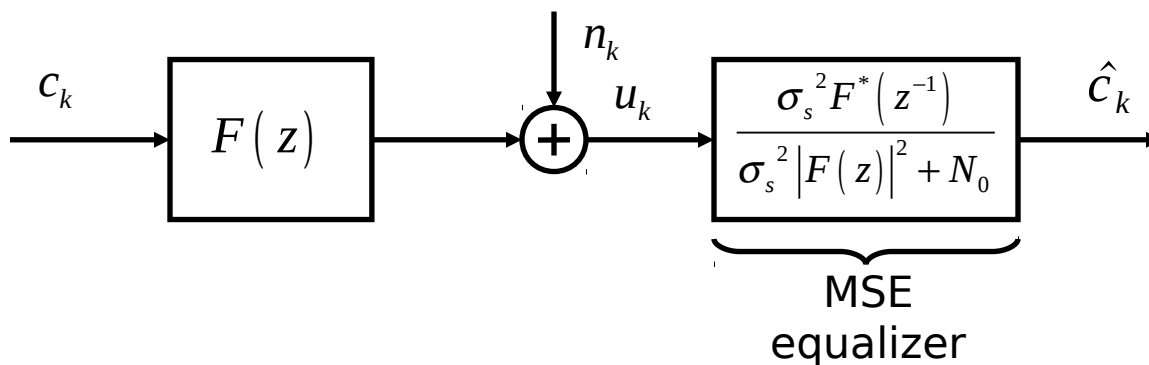 c_k
F ( z )
n_k
+
u_k
σ_s^2 F^* ( z^{−1} )
σ_s^2 | F ( z ) |^2 + N_0
ĉ_k
MSE
equalizer